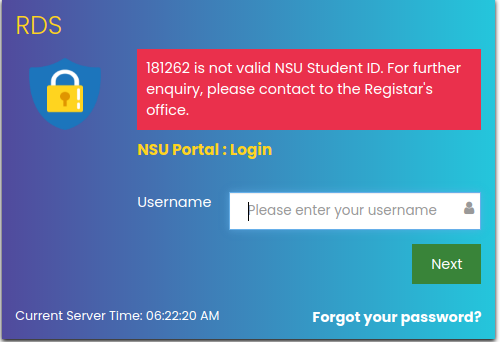 RDS
181262 is not valid NSU Student ID. For further
enquiry, please contact to the Registar's
office.
NSU Portal : Login
Username
Please enter your username
Next
Current Server Time: 06:22:20 AM
Forgot your password?